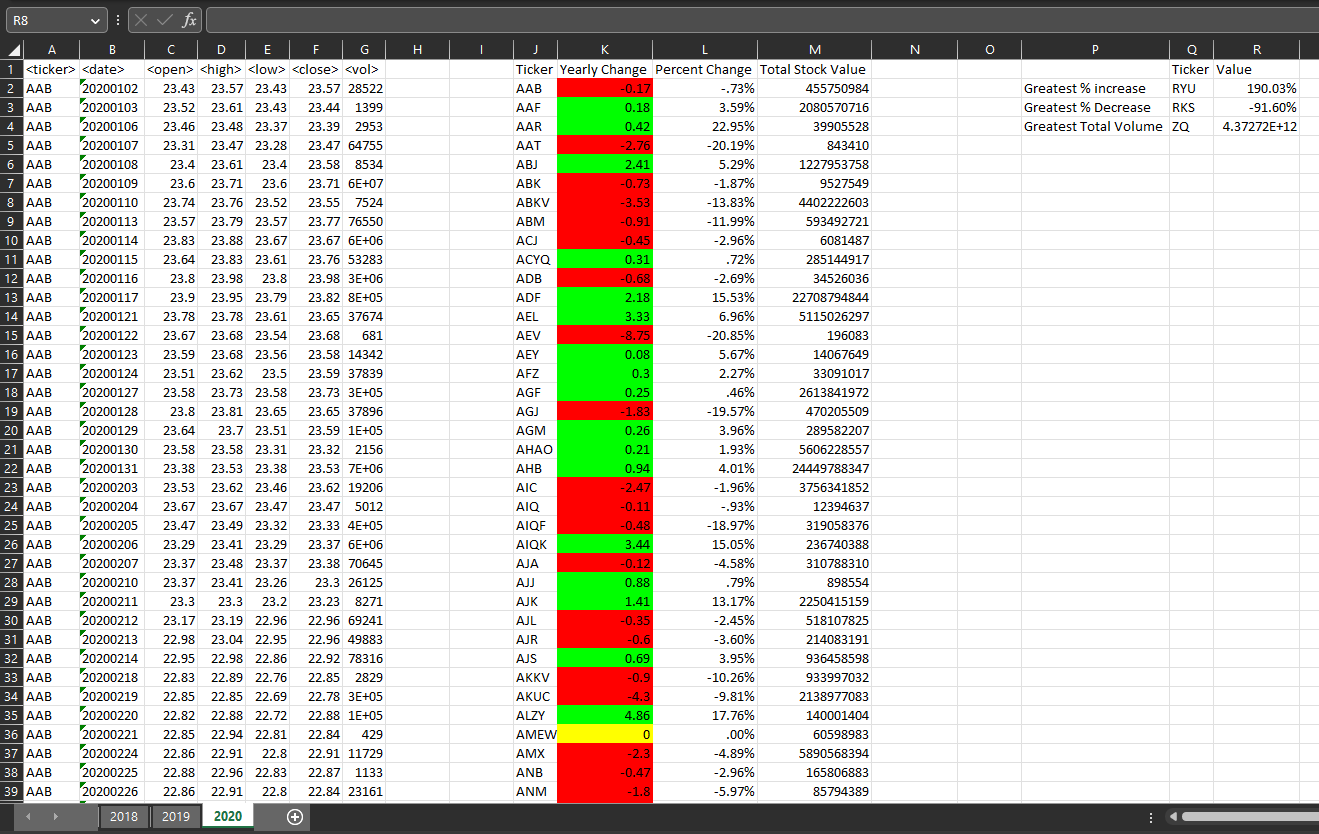 R8 fx
A B C D E F G H I J K L M N O P Q R
1 <ticker> <date> <open> <high> <low> <close> <vol> Ticker Yearly Change Percent Change Total Stock Value Ticker Value
2 AAB 20200102 23.43 23.57 23.43 23.57 28522 AAB -0.17 -.73% 455750984 Greatest % increase RYU 190.03%
3 AAB 20200103 23.52 23.61 23.43 23.44 1399 AAF 0.18 3.59% 2080570716 Greatest % Decrease RKS -91.60%
4 AAB 20200106 23.46 23.48 23.37 23.39 2953 AAR 0.42 22.95% 39905528 Greatest Total Volume ZQ 4.37272E+12
5 AAB 20200107 23.31 23.47 23.28 23.47 64755 AAT -2.76 -20.19% 843410
6 AAB 20200108 23.4 23.61 23.4 23.58 8534 ABJ 2.41 5.29% 1227953758
7 AAB 20200109 23.6 23.71 23.6 23.71 6E+07 ABK -0.73 -1.87% 9527549
8 AAB 20200110 23.74 23.76 23.52 23.55 7524 ABKV -3.53 -13.83% 4402222603
9 AAB 20200113 23.57 23.79 23.57 23.77 76550 ABM -0.91 -11.99% 593492721
10 AAB 20200114 23.83 23.88 23.67 23.67 6E+06 ACJ -0.45 -2.96% 6081487
11 AAB 20200115 23.64 23.83 23.61 23.76 53283 ACYQ 0.31 .72% 285144917
12 AAB 20200116 23.8 23.98 23.8 23.98 3E+06 ADB -0.68 -2.69% 34526036
13 AAB 20200117 23.9 23.95 23.79 23.82 8E+05 ADF 2.18 15.53% 22708794844
14 AAB 20200121 23.78 23.78 23.61 23.65 37674 AEL 3.33 6.96% 5115026297
15 AAB 20200122 23.67 23.68 23.54 23.68 681 AEV -8.75 -20.85% 196083
16 AAB 20200123 23.59 23.68 23.56 23.58 14342 AEY 0.08 5.67% 14067649
17 AAB 20200124 23.51 23.62 23.5 23.59 37839 AFZ 0.3 2.27% 33091017
18 AAB 20200127 23.58 23.73 23.58 23.73 3E+05 AGF 0.25 .46% 2613841972
19 AAB 20200128 23.8 23.81 23.65 23.65 37896 AGJ -1.83 -19.57% 470205509
20 AAB 20200129 23.64 23.7 23.51 23.59 1E+05 AGM 0.26 3.96% 289582207
21 AAB 20200130 23.58 23.58 23.31 23.32 2156 AHAO 0.21 1.93% 5606228557
22 AAB 20200131 23.38 23.53 23.38 23.53 7E+06 AHB 0.94 4.01% 24449788347
23 AAB 20200203 23.53 23.62 23.46 23.62 19206 AIC -2.47 -1.96% 3756341852
24 AAB 20200204 23.67 23.67 23.47 23.47 5012 AIQ -0.11 -.93% 12394637
25 AAB 20200205 23.47 23.49 23.32 23.33 4E+05 AIQF -0.48 -18.97% 319058376
26 AAB 20200206 23.29 23.41 23.29 23.37 6E+06 AIQK 3.44 15.05% 236740388
27 AAB 20200207 23.37 23.48 23.37 23.38 70645 AJA -0.12 -4.58% 310788310
28 AAB 20200210 23.37 23.41 23.26 23.3 26125 AJJ 0.88 .79% 898554
29 AAB 20200211 23.3 23.3 23.2 23.23 8271 AJK 1.41 13.17% 2250415159
30 AAB 20200212 23.17 23.19 22.96 22.96 69241 AJL -0.35 -2.45% 518107825
31 AAB 20200213 22.98 23.04 22.95 22.96 49883 AJR -0.6 -3.60% 214083191
32 AAB 20200214 22.95 22.98 22.86 22.92 78316 AJS 0.69 3.95% 936458598
33 AAB 20200218 22.83 22.89 22.76 22.85 2829 AKKV -0.9 -10.26% 933997032
34 AAB 20200219 22.85 22.85 22.69 22.78 3E+05 AKUC -4.3 -9.81% 2138977083
35 AAB 20200220 22.82 22.88 22.72 22.88 1E+05 ALZY 4.86 17.76% 140001404
36 AAB 20200221 22.85 22.94 22.81 22.84 429 AMEW 0 .00% 60598983
37 AAB 20200224 22.86 22.91 22.8 22.91 11729 AMX -2.3 -4.89% 5890568394
38 AAB 20200225 22.88 22.96 22.83 22.87 1133 ANB -0.47 -2.96% 165806883
39 AAB 20200226 22.86 22.91 22.8 22.84 23161 ANM -1.8 -5.97% 85794389
2018 2019 2020